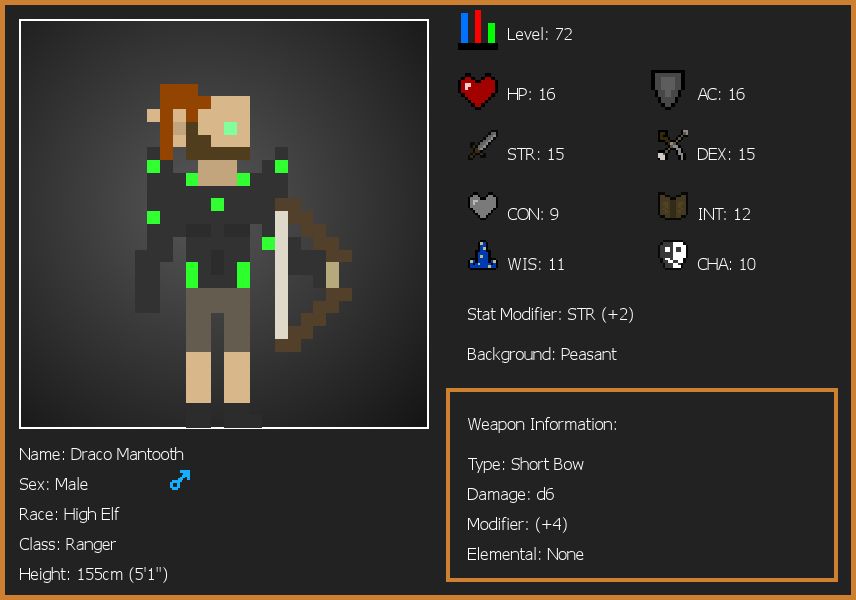 Level: 72
HP: 16
AC: 16
STR: 15
DEX: 15
CON: 9
INT: 12
WIS: 11
CHA: 10
Stat Modifier: STR (+2)
Background: Peasant
Weapon Information:
Type: Short Bow
Damage: d6
Modifier: (+4)
Elemental: None
Name: Draco Mantooth
Sex: Male
Race: High Elf
Class: Ranger
Height: 155cm (5'1")